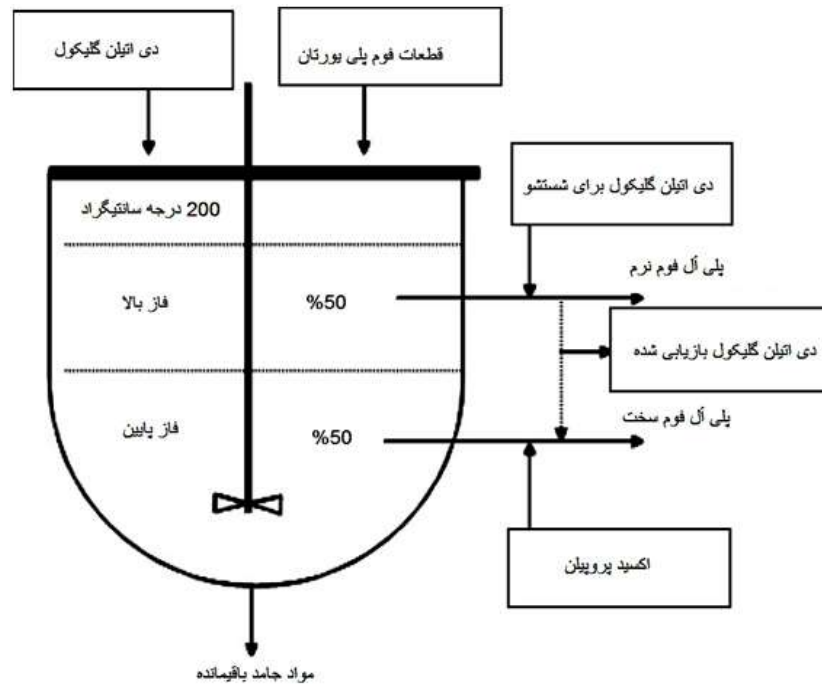 دی اتیلن گلیکول
قطعات فوم پلی یورتان
دی اتیلن گلیکول برای شستشو
200 درجه سانتیگراد
پلی اُل فوم نرم
فاز بالا
%50
دی اتیلن گلیکول بازیابی شده
پلی اُل فوم سخت
فاز پایین
%50
اکسید پروپیلن
مواد جامد باقیمانده